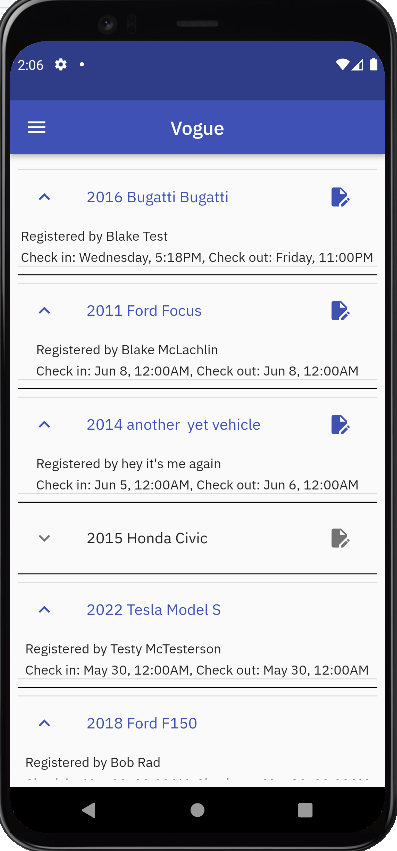 2:06
Vogue
2016 Bugatti Bugatti
Registered by Blake Test
Check in: Wednesday, 5:18PM, Check out: Friday, 11:00PM
2011 Ford Focus
Registered by Blake McLachlin
Check in: Jun 8, 12:00AM, Check out: Jun 8, 12:00AM
2014 another  yet vehicle
Registered by hey it's me again
Check in: Jun 5, 12:00AM, Check out: Jun 6, 12:00AM
2015 Honda Civic
2022 Tesla Model S
Registered by Testy McTesterson
Check in: May 30, 12:00AM, Check out: May 30, 12:00AM
2018 Ford F150
Registered by Bob Rad